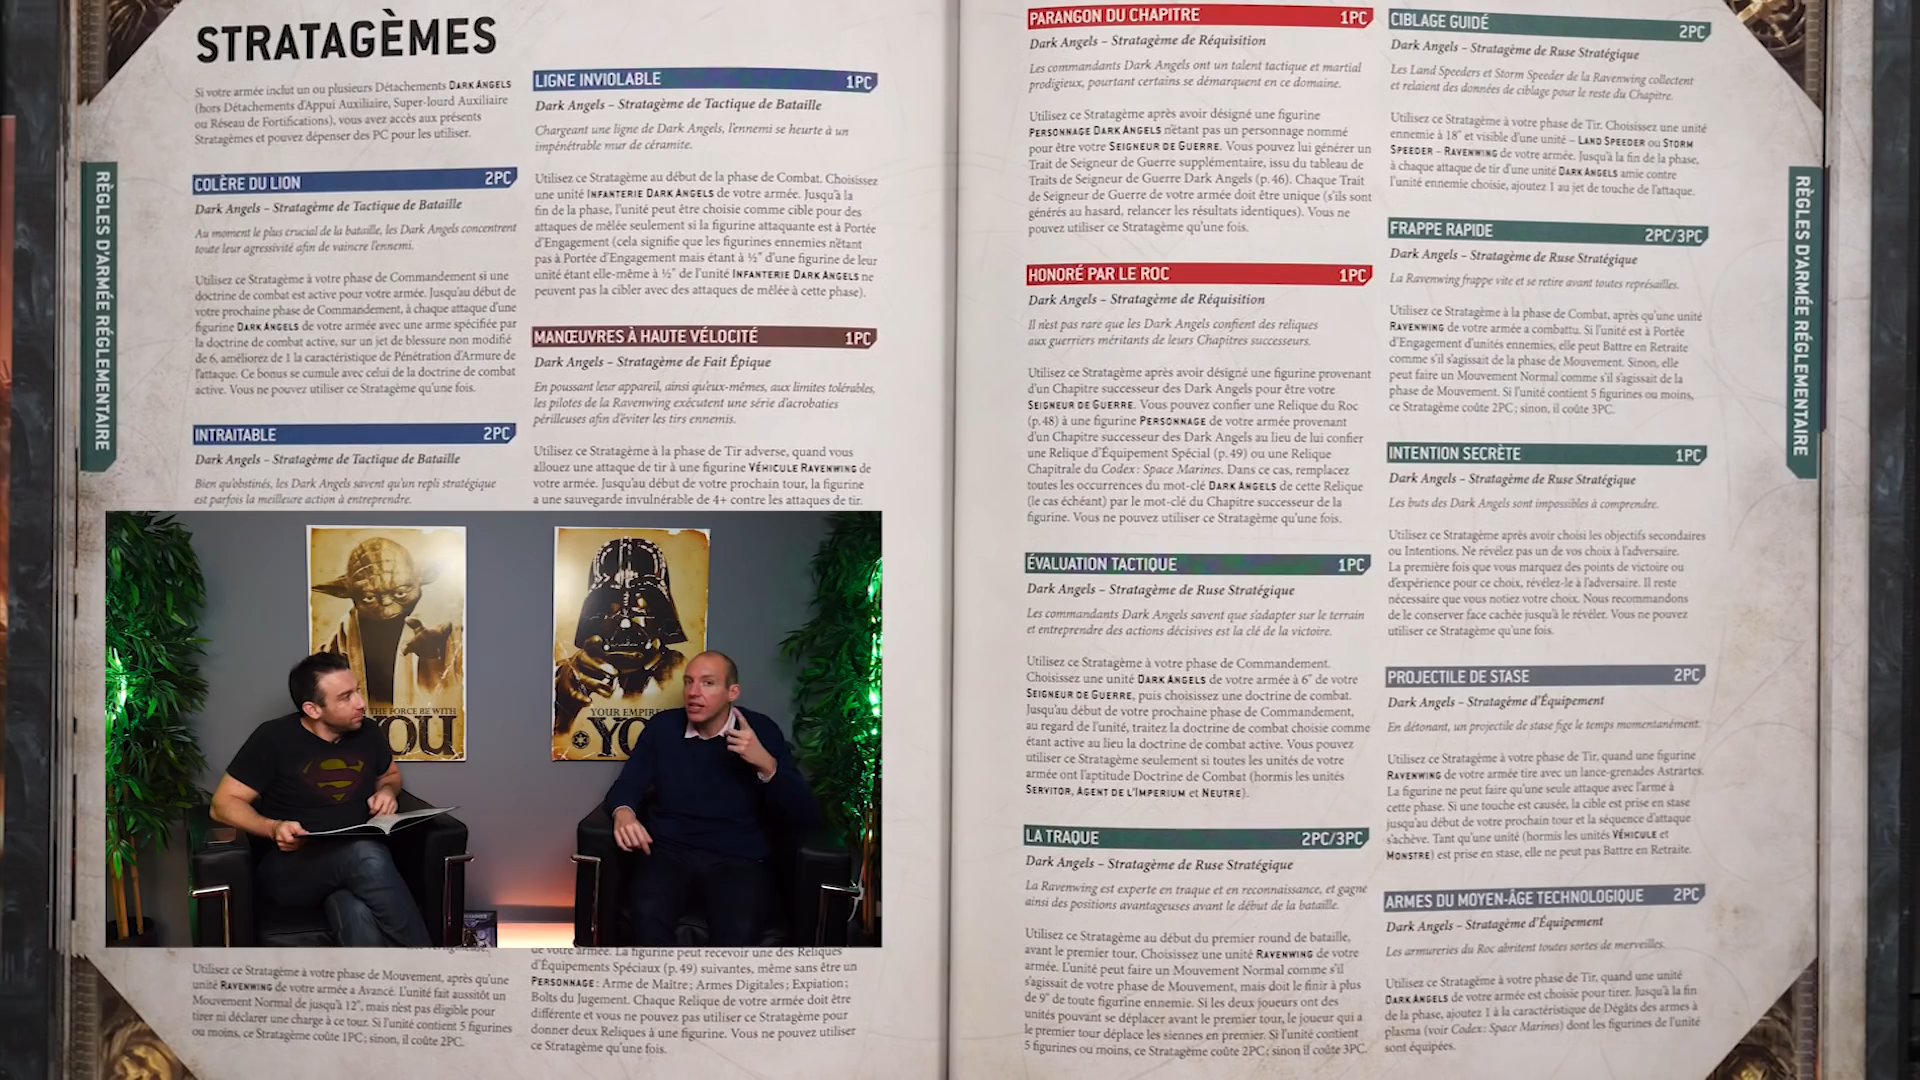 STRATAGÈMES
Si votre armée inclut un ou plusieurs Détachements DARK ANGELS
(hors Détachements d'Appui Auxiliaire, Super-lourd Auxiliaire
ou Réseau de Fortifications), vous avez accès aux présents
Stratagèmes et pouvez dépenser des PC pour les utiliser.
RÈGLES D'ARMÉE RÉGLEMENTAIRE
COLÈRE DU LION 2PC
Dark Angels – Stratagème de Tactique de Bataille
Au moment le plus crucial de la bataille, les Dark Angels concentrent
toute leur agressivité afin de vaincre l'ennemi.
Utilisez ce Stratagème à votre phase de Commandement si une
doctrine de combat est active pour votre armée. Jusqu'au début de
votre prochaine phase de Commandement, à chaque attaque d'une
figurine DARK ANGELS de votre armée avec une arme spécifiée par
la doctrine de combat active, sur un jet de blessure non modifié
de 6, améliorez de 1 la caractéristique de Pénétration d'Armure de
l'attaque. Ce bonus se cumule avec celui de la doctrine de combat
active. Vous ne pouvez utiliser ce Stratagème qu'une fois.
INTRAITABLE 2PC
Dark Angels – Stratagème de Tactique de Bataille
Bien qu'obstinés, les Dark Angels savent qu'un repli stratégique
est parfois la meilleure action à entreprendre.
Utilisez ce Stratagème à votre phase de Mouvement, après qu'une
unité RAVENWING de votre armée a Avancé. L'unité fait aussitôt un
Mouvement Normal de jusqu'à 12", mais n'est pas éligible pour
tirer ni déclarer une charge à ce tour. Si l'unité contient 5 figurines
ou moins, ce Stratagème coûte 1PC; sinon, il coûte 2PC.
LIGNE INVIOLABLE 1PC
Dark Angels – Stratagème de Tactique de Bataille
Chargeant une ligne de Dark Angels, l'ennemi se heurte à un
impénétrable mur de céramite.
Utilisez ce Stratagème au début de la phase de Combat. Choisissez
une unité INFANTERIE DARK ANGELS de votre armée. Jusqu'à la
fin de la phase, l'unité peut être choisie comme cible pour des
attaques de mêlée seulement si la figurine attaquante est à Portée
d'Engagement (cela signifie que les figurines ennemies n'étant
pas à Portée d'Engagement mais étant à ½" d'une figurine de leur
unité étant elle-même à ½" de l'unité INFANTERIE DARK ANGELS ne
peuvent pas la cibler avec des attaques de mêlée à cette phase).
MANŒUVRES À HAUTE VÉLOCITÉ 1PC
Dark Angels – Stratagème de Fait Épique
En poussant leur appareil, ainsi qu'eux-mêmes, aux limites tolérables,
les pilotes de la Ravenwing exécutent une série d'acrobaties
périlleuses afin d'éviter les tirs ennemis.
Utilisez ce Stratagème à la phase de Tir adverse, quand vous
allouez une attaque de tir à une figurine VÉHICULE RAVENWING de
votre armée. Jusqu'au début de votre prochain tour, la figurine
a une sauvegarde invulnérable de 4+ contre les attaques de tir.
THE FORCE BE WITH
YOU
YOUR EMPIRE
de votre armée. La figurine peut recevoir une des Reliques
d'Équipements Spéciaux (p.49) suivantes, même sans être un
PERSONNAGE: Arme de Maître; Armes Digitales; Expiation;
Bolts du Jugement. Chaque Relique de votre armée doit être
différente et vous ne pouvez pas utiliser ce Stratagème pour
donner deux Reliques à une figurine. Vous ne pouvez utiliser
ce Stratagème qu'une fois.
PARANGON DU CHAPITRE 1PC
Dark Angels – Stratagème de Réquisition
Les commandants Dark Angels ont un talent tactique et martial
prodigieux, pourtant certains se démarquent en ce domaine.
Utilisez ce Stratagème après avoir désigné une figurine
PERSONNAGE DARK ANGELS n'étant pas un personnage nommé
pour être votre SEIGNEUR DE GUERRE. Vous pouvez lui générer un
Trait de Seigneur de Guerre supplémentaire, issu du tableau de
Traits de Seigneur de Guerre Dark Angels (p.46). Chaque Trait
de Seigneur de Guerre de votre armée doit être unique (s'ils sont
générés au hasard, relancer les résultats identiques). Vous ne
pouvez utiliser ce Stratagème qu'une fois.
HONORÉ PAR LE ROC 1PC
Dark Angels – Stratagème de Réquisition
Il n'est pas rare que les Dark Angels confient des reliques
aux guerriers méritants de leurs Chapitres successeurs.
Utilisez ce Stratagème après avoir désigné une figurine provenant
d'un Chapitre successeur des Dark Angels pour être votre
SEIGNEUR DE GUERRE. Vous pouvez confier une Relique du Roc
(p.48) à une figurine PERSONNAGE de votre armée provenant
d'un Chapitre successeur des Dark Angels au lieu de lui confier
une Relique d'Équipement Spécial (p.49) ou une Relique
Chapitrale du Codex: Space Marines. Dans ce cas, remplacez
toutes les occurrences du mot-clé DARK ANGELS de cette Relique
(le cas échéant) par le mot-clé du Chapitre successeur de la
figurine. Vous ne pouvez utiliser ce Stratagème qu'une fois.
ÉVALUATION TACTIQUE 1PC
Dark Angels – Stratagème de Ruse Stratégique
Les commandants Dark Angels savent que s'adapter sur le terrain
et entreprendre des actions décisives est la clé de la victoire.
Utilisez ce Stratagème à votre phase de Commandement.
Choisissez une unité DARK ANGELS de votre armée à 6" de votre
SEIGNEUR DE GUERRE, puis choisissez une doctrine de combat.
Jusqu'au début de votre prochaine phase de Commandement,
au regard de l'unité, traitez la doctrine de combat choisie comme
étant active au lieu la doctrine de combat active. Vous pouvez
utiliser ce Stratagème seulement si toutes les unités de votre
armée ont l'aptitude Doctrine de Combat (hormis les unités
SERVITOR, AGENT DE L'IMPERIUM et NEUTRE).
LA TRAQUE 2PC/3PC
Dark Angels – Stratagème de Ruse Stratégique
La Ravenwing est experte en traque et en reconnaissance, et gagne
ainsi des positions avantageuses avant le début de la bataille.
Utilisez ce Stratagème au début du premier round de bataille,
avant le premier tour. Choisissez une unité RAVENWING de votre
armée. L'unité peut faire un Mouvement Normal comme s'il
s'agissait de votre phase de Mouvement, mais doit le finir à plus
de 9" de toute figurine ennemie. Si les deux joueurs ont des
unités pouvant se déplacer avant le premier tour, le joueur qui a
le premier tour déplace les siennes en premier. Si l'unité contient
5 figurines ou moins, ce Stratagème coûte 2PC; sinon il coûte 3PC.
CIBLAGE GUIDÉ 2PC
Dark Angels – Stratagème de Ruse Stratégique
Les Land Speeders et Storm Speeder de la Ravenwing collectent
et relaient des données de ciblage pour le reste du Chapitre.
Utilisez ce Stratagème à votre phase de Tir. Choisissez une unité
ennemie à 18" et visible d'une unité – LAND SPEEDER ou STORM
SPEEDER – RAVENWING de votre armée. Jusqu'à la fin de la phase,
à chaque attaque de tir d'une unité DARK ANGELS amie contre
l'unité ennemie choisie, ajoutez 1 au jet de touche de l'attaque.
FRAPPE RAPIDE 2PC/3PC
Dark Angels – Stratagème de Ruse Stratégique
La Ravenwing frappe vite et se retire avant toutes représailles.
Utilisez ce Stratagème à la phase de Combat, après qu'une unité
RAVENWING de votre armée a combattu. Si l'unité est à Portée
d'Engagement d'unités ennemies, elle peut Battre en Retraite
comme s'il s'agissait de la phase de Mouvement. Sinon, elle
peut faire un Mouvement Normal comme s'il s'agissait de la
phase de Mouvement. Si l'unité contient 5 figurines ou moins,
ce Stratagème coûte 2PC; sinon, il coûte 3PC.
INTENTION SECRÈTE 1PC
Dark Angels – Stratagème de Ruse Stratégique
Les buts des Dark Angels sont impossibles à comprendre.
Utilisez ce Stratagème après avoir choisi les objectifs secondaires
ou Intentions. Ne révélez pas un de vos choix à l'adversaire.
La première fois que vous marquez des points de victoire ou
d'expérience pour ce choix, révélez-le à l'adversaire. Il reste
nécessaire que vous notiez votre choix. Nous recommandons
de le conserver face cachée jusqu'à le révéler. Vous ne pouvez
utiliser ce Stratagème qu'une fois.
PROJECTILE DE STASE 2PC
Dark Angels – Stratagème d'Équipement
En détonant, un projectile de stase fige le temps momentanément.
Utilisez ce Stratagème à votre phase de Tir, quand une figurine
RAVENWING de votre armée tire avec un lance-grenades Astrartes.
La figurine ne peut faire qu'une seule attaque avec l'arme à
cette phase. Si une touche est causée, la cible est prise en stase
jusqu'au début de votre prochain tour et la séquence d'attaque
s'achève. Tant qu'une unité (hormis les unités VÉHICULE et
MONSTRE) est prise en stase, elle ne peut pas Battre en Retraite.
ARMES DU MOYEN-ÂGE TECHNOLOGIQUE 2PC
Dark Angels – Stratagème d'Équipement
Les armureries du Roc abritent toutes sortes de merveilles.
Utilisez ce Stratagème à votre phase de Tir, quand une unité
DARK ANGELS de votre armée est choisie pour tirer. Jusqu'à la fin
de la phase, ajoutez 1 à la caractéristique de Dégâts des armes à
plasma (voir Codex: Space Marines) dont les figurines de l'unité
sont équipées.
RÈGLES D'ARMÉE RÉGLEMENTAIRE